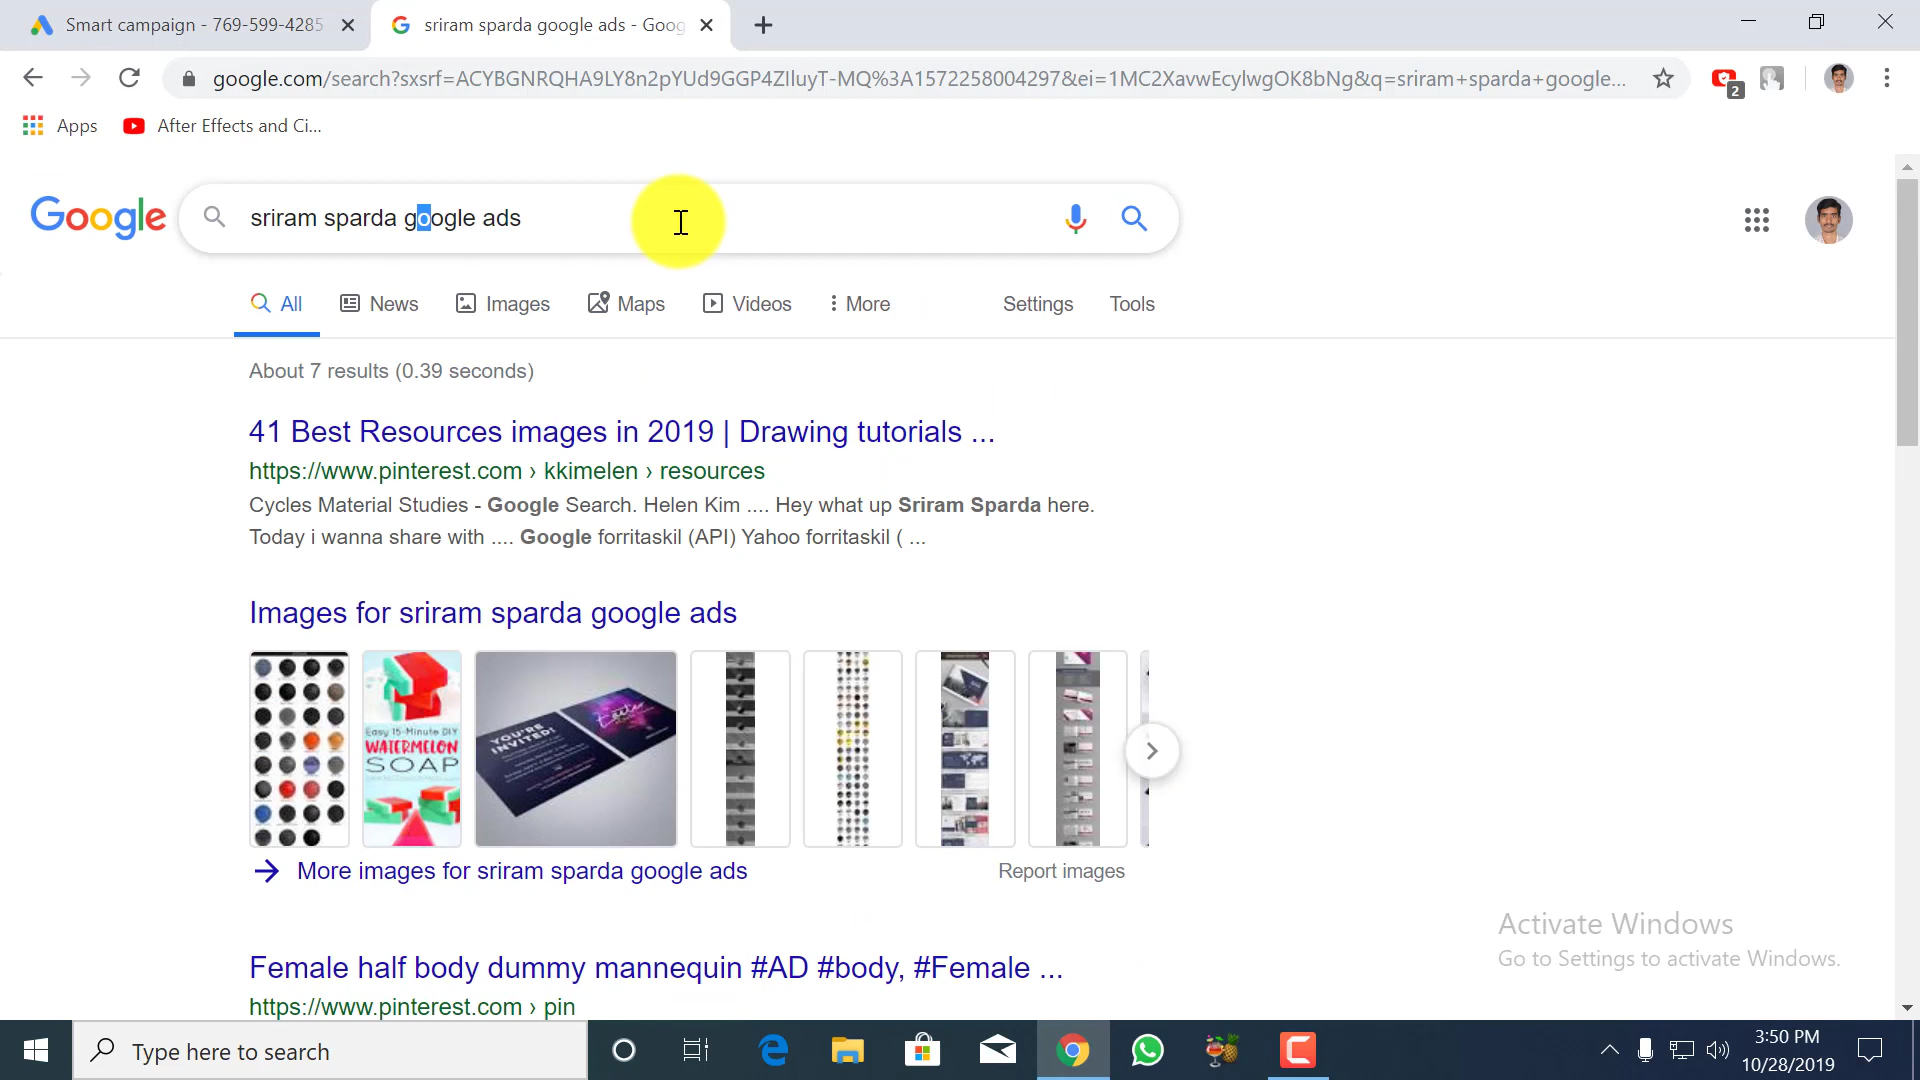 Smart campaign - 769-599-4285
sriram sparda google ads - Goog
google.com/search?sxsrf=ACYBGNRQHA9LY8n2pYUd9GGP4ZIluyT-MQ%3A1572258004297&ei=1MC2XavwEcylwgOK8bNg&q=sriram+sparda+google...
2
Apps
After Effects and Ci...
Google
sriram sparda google ads
All
News
Images
Maps
Videos
More
Settings
Tools
About 7 results (0.39 seconds)
41 Best Resources images in 2019 | Drawing tutorials ...
https://www.pinterest.com › kkimelen › resources
Cycles Material Studies - Google Search. Helen Kim .... Hey what up Sriram Sparda here.
Today i wanna share with .... Google forritaskil (API) Yahoo forritaskil ( ...
Images for sriram sparda google ads
Easy 15-Minute DIY
WATERMELON
SOAP
YOU'RE
INVITED!
More images for sriram sparda google ads
Report images
Female half body dummy mannequin #AD #body, #Female ...
https://www.pinterest.com › pin
Activate Windows
Go to Settings to activate Windows.
Type here to search
3:50 PM
10/28/2019